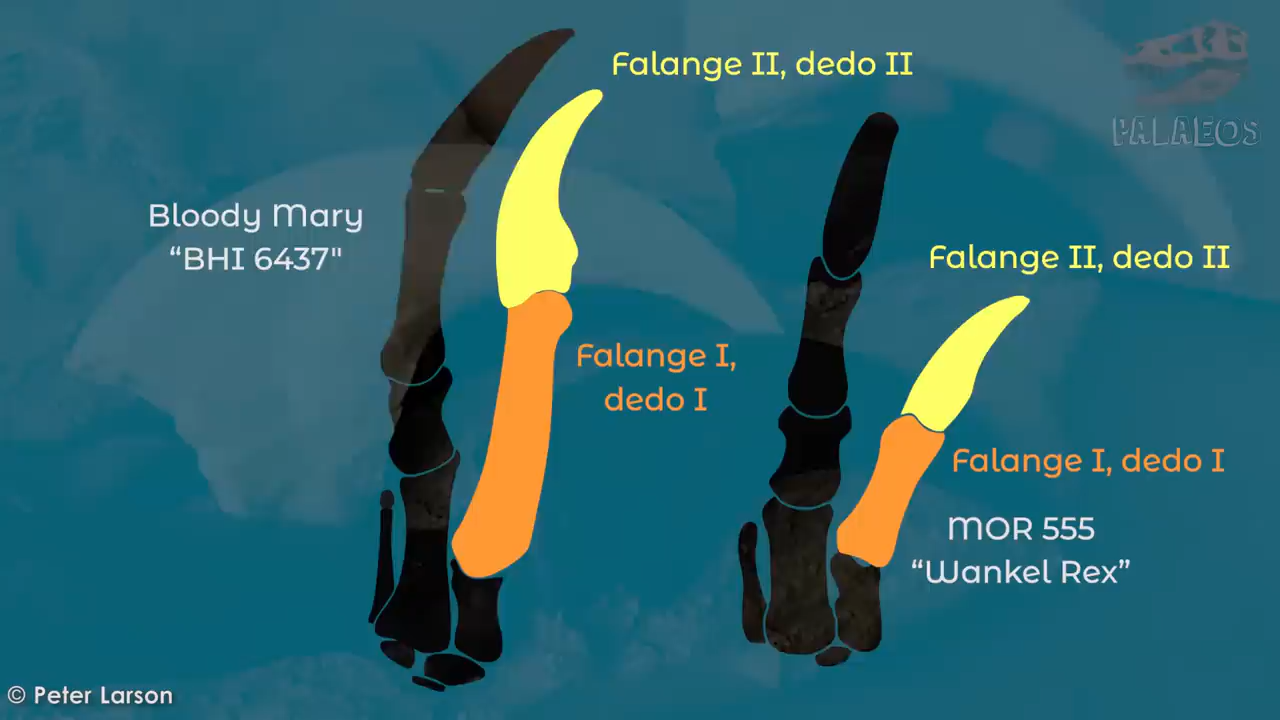 Falange II, dedo II
PALAEOS
Bloody Mary
“BHI 6437"
Falange II, dedo II
Falange I,
dedo I
Falange I, dedo I
MOR 555
“Wankel Rex”
© Peter Larson